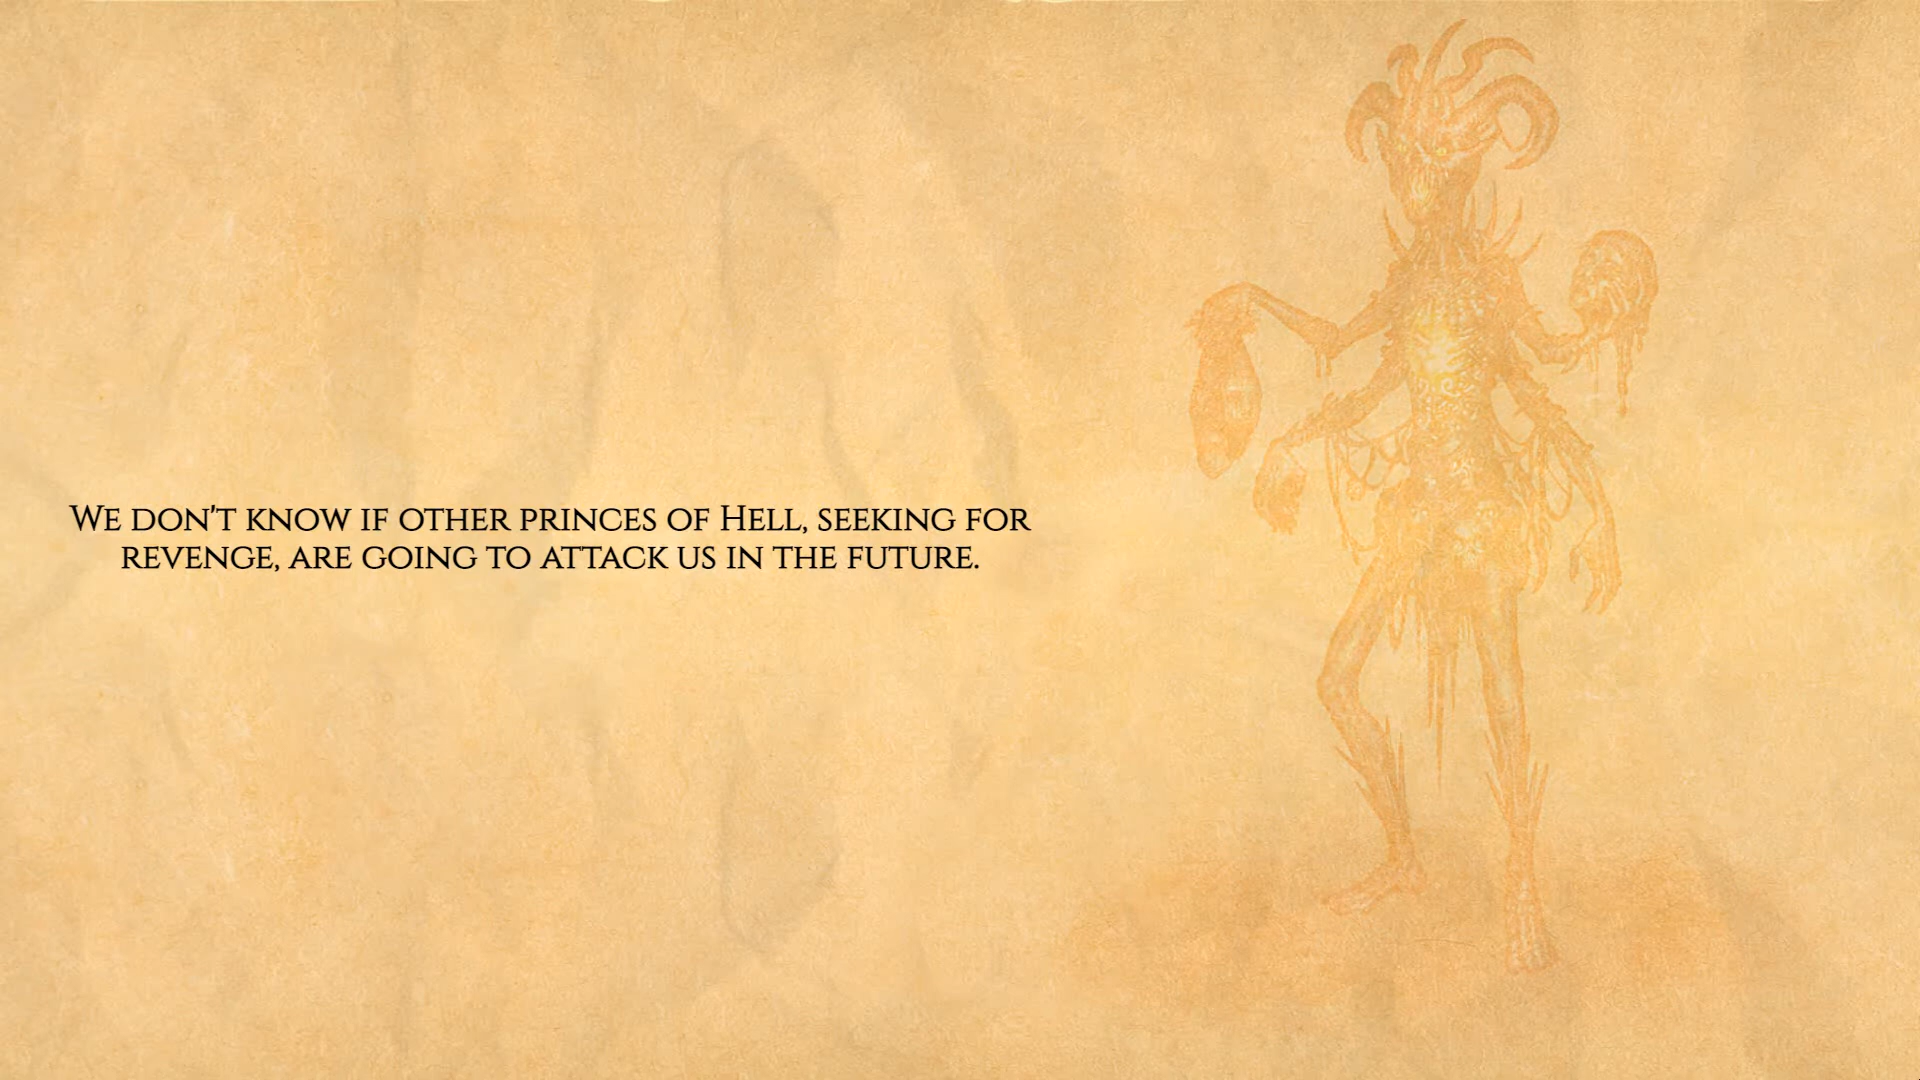 We don't know if other princes of Hell, seeking for
revenge, are going to attack us in the future.